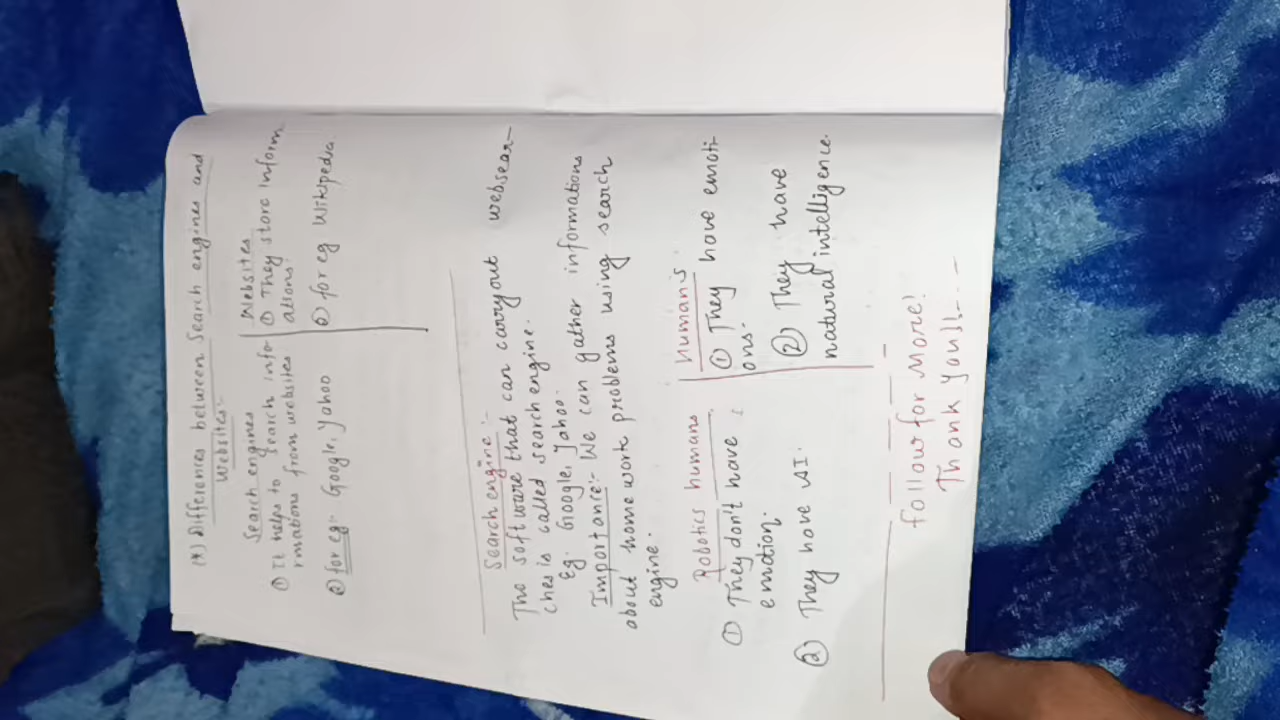 (*) Differences between Search engines and
Websites:-
Search engines
① It helps to search info-
rmations from websites
② for eg:- Google, Yahoo
Websites
① They store inform
ations.
② for eg Wikipedia.
Search engine :-
The software that can carryout websear-
ches is called search engine.
Eg. Google, Yahoo.
Importance:- We can gather informations
about home work problems using search
engine.
Robotics humans
① They don't have
emotion.
② They have AI.
Humans
① They have emoti-
ons-
② They have
natural intelligence.
Follow for More!
Thank you!!...